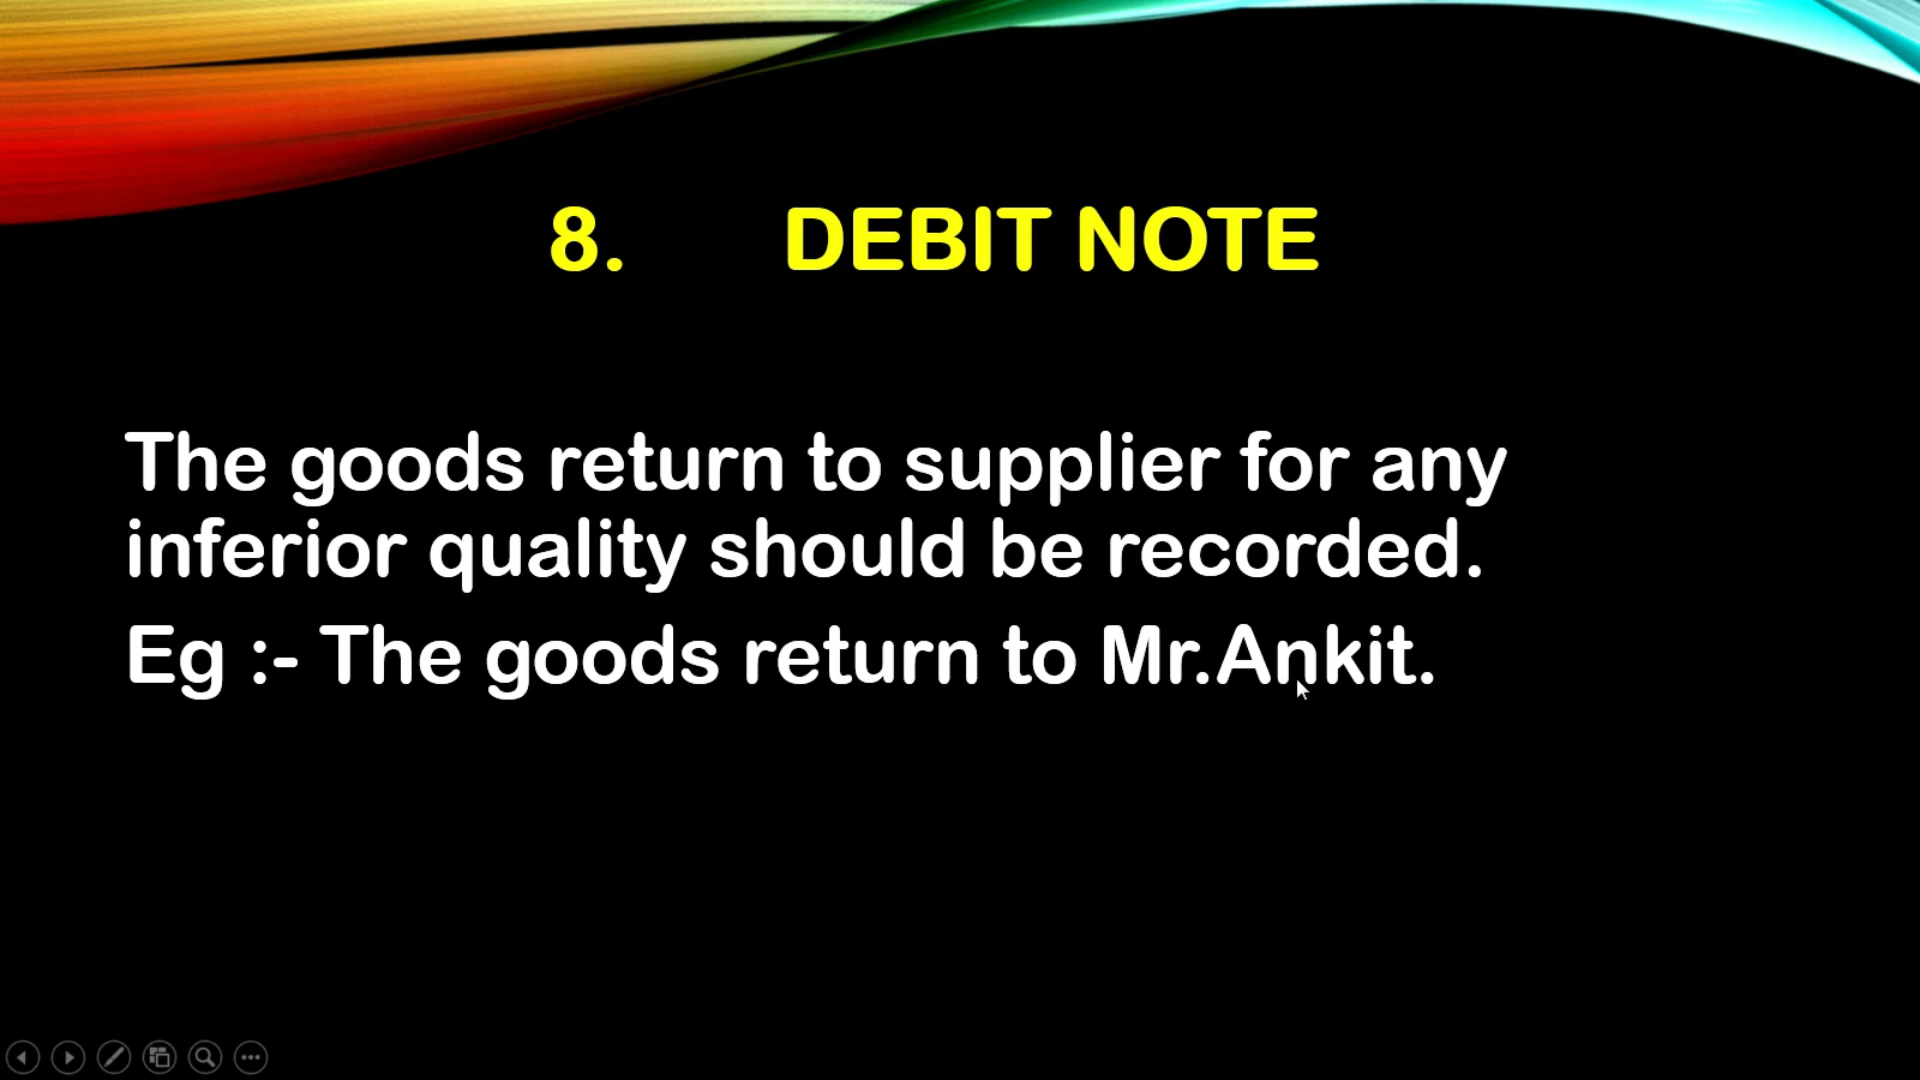 8. DEBIT NOTE
The goods return to supplier for any
inferior quality should be recorded.
Eg :- The goods return to Mr.Ankit.